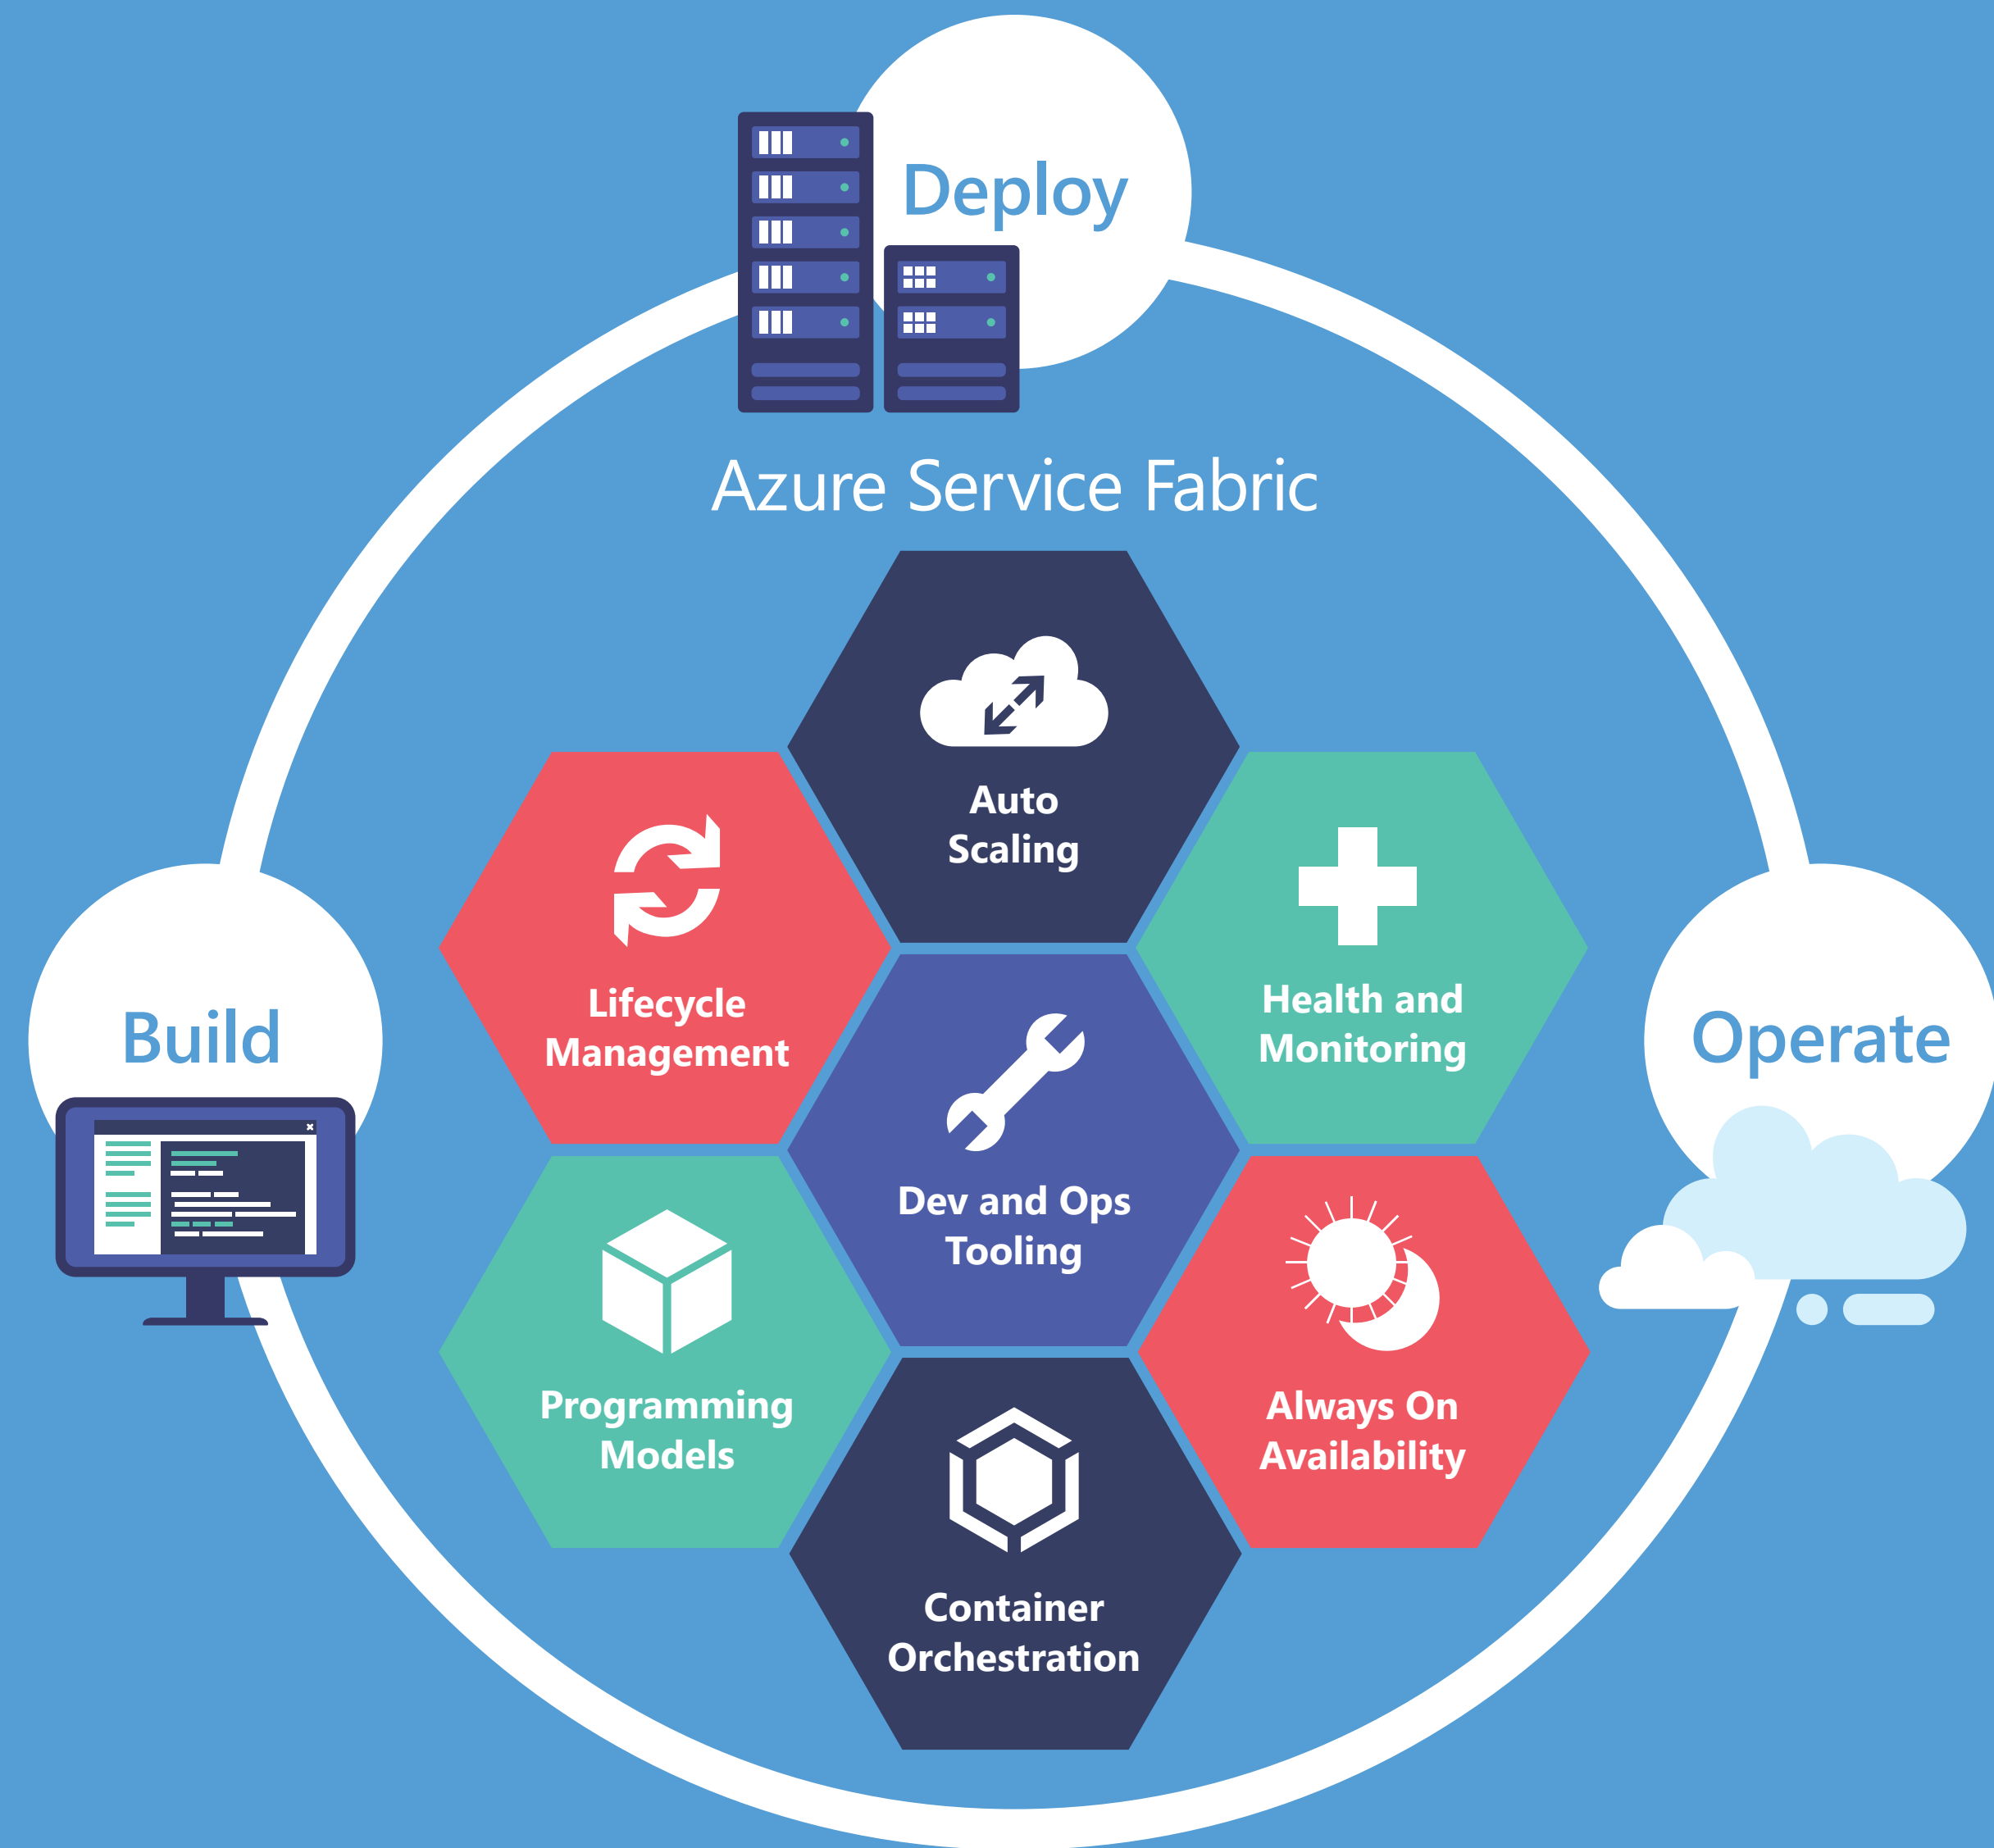 Deploy
Azure Service Fabric
Auto
Scaling
Lifecycle
Management
Health and
Monitoring
Build
Operate
Dev and Ops
Tooling
Programming
Models
Always On
Availability
Container
Orchestration